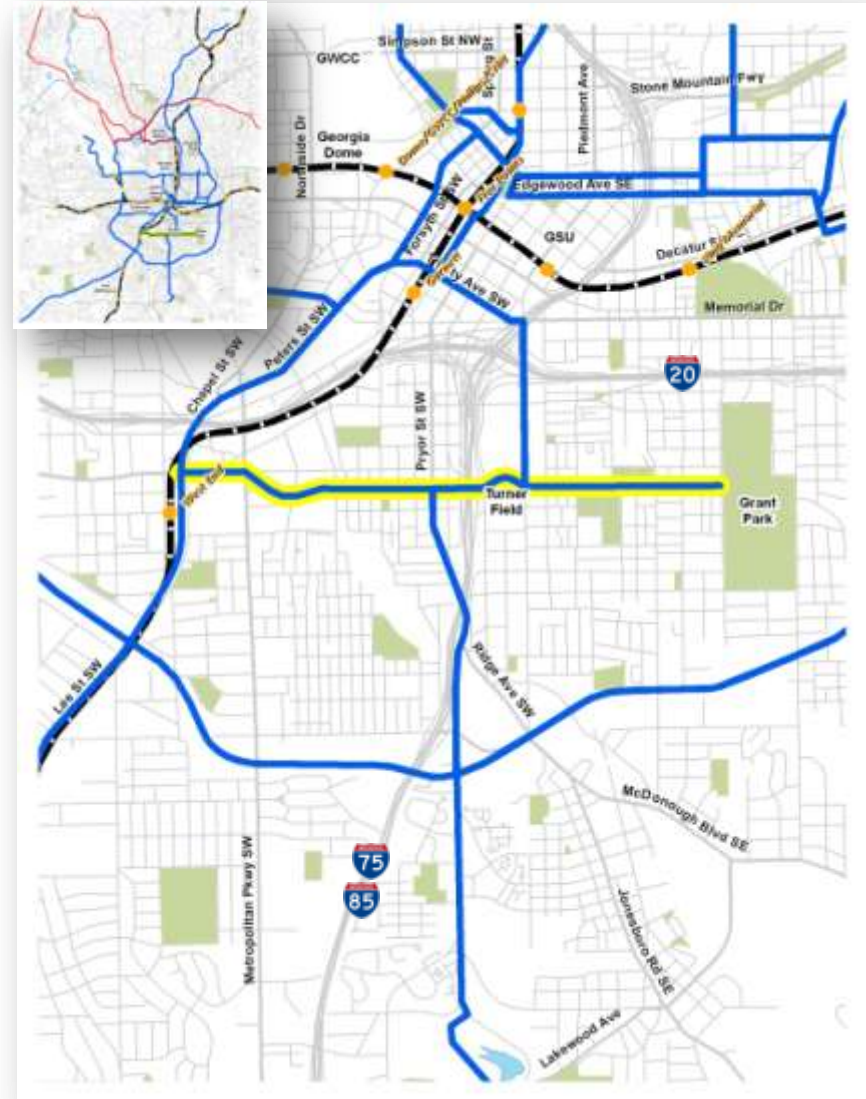 Simpson St NW
GWCC
Spring St
Piedmont Ave
Stone Mountain Fwy
Northside Dr
Georgia
Dome
Edgewood Ave SE
Forsyth St SW
GSU
Decatur
Memorial Dr
Peters St SW
Chapel St SW
20
Pryor St SW
West End
Turner
Field
Grant
Park
Lee St SW
Ridge Ave SW
McDonough Blvd SE
75
85
Metropolitan Pkwy SW
Jonesboro Rd SE
Lakewood Ave